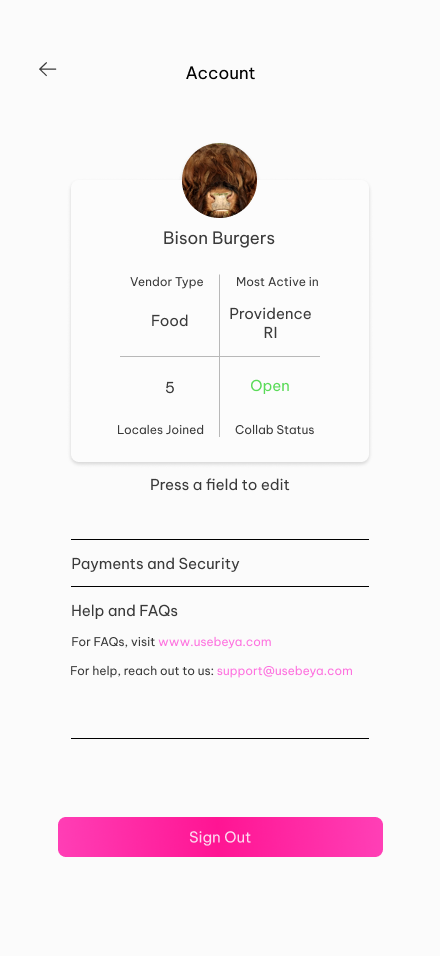 Account
Bison Burgers
Vendor Type
Most Active in
Food
Providence
RI
5
Open
Locales Joined
Collab Status
Press a field to edit
Payments and Security
Help and FAQs
For FAQs, visit www.usebeya.com
For help, reach out to us: support@usebeya.com
Sign Out